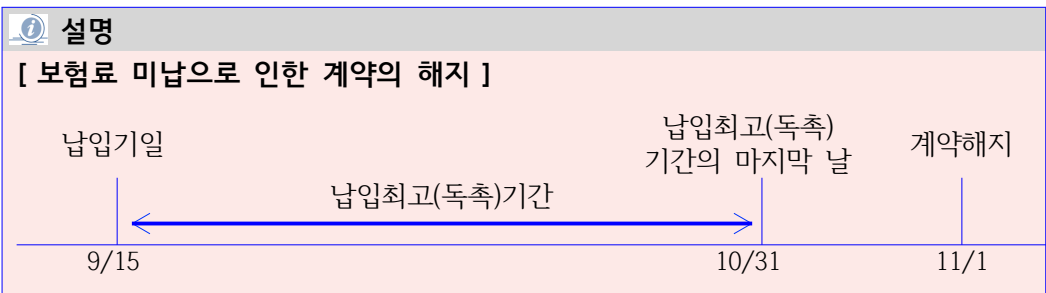 설명
[ 보험료 미납으로 인한 계약의 해지 ]
납입기일
납입최고(독촉)
기간의 마지막 날
계약해지
납입최고(독촉)기간
9/15
10/31
11/1